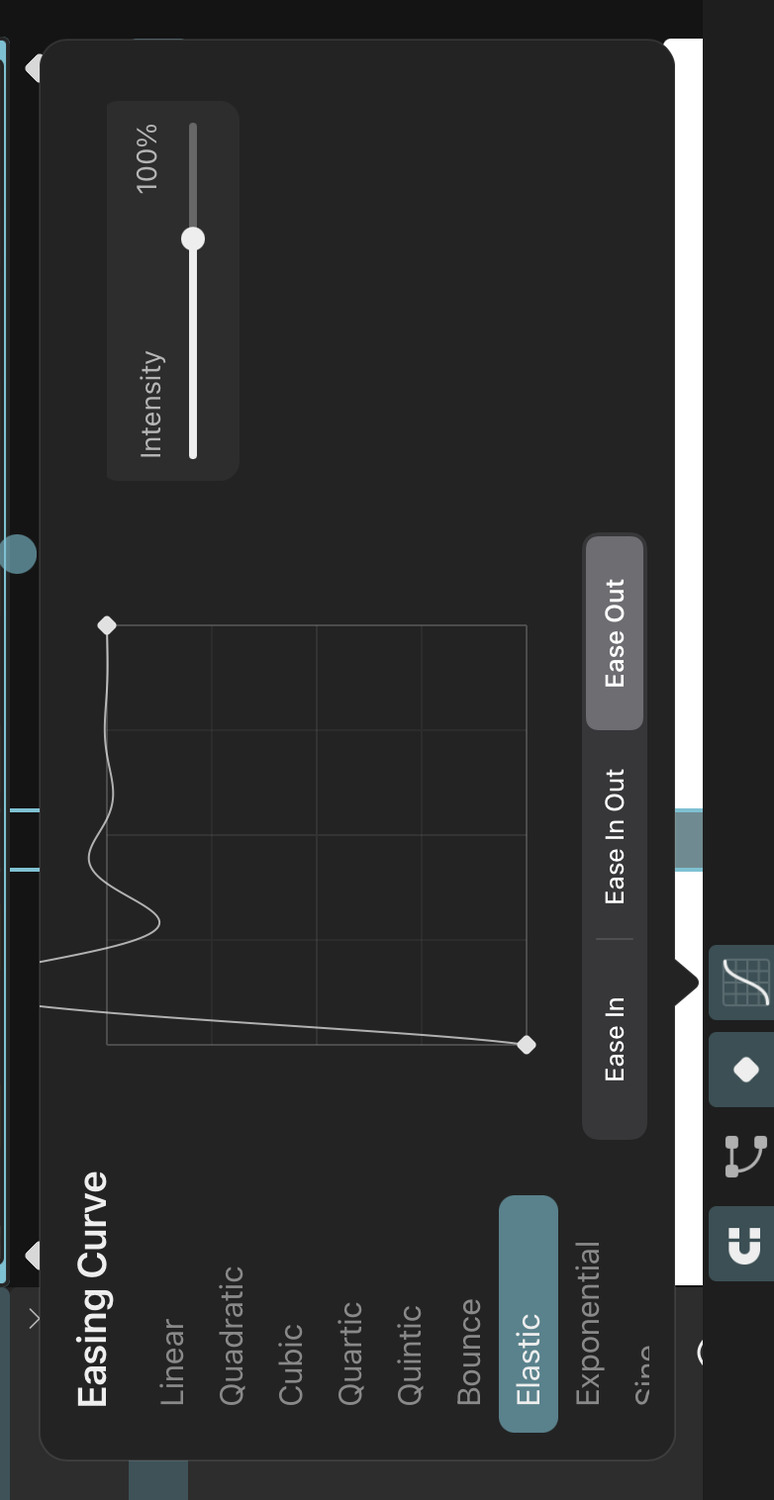 Easing Curve
Linear
Quadratic
Cubic
Quartic
Quintic
Bounce
Elastic
Exponential
Sine
Intensity 100%
Ease In Ease In Out Ease Out